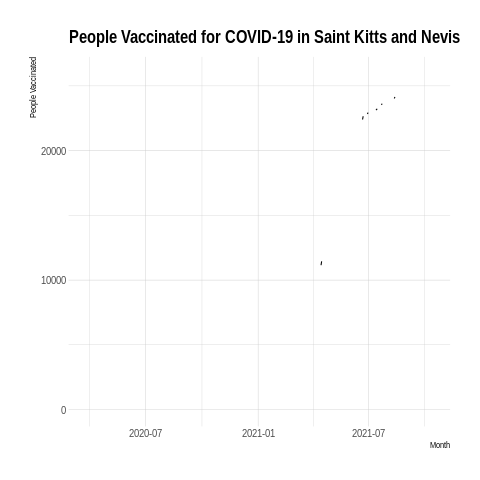 People Vaccinated for COVID-19 in Saint Kitts and Nevis
People Vaccinated
20000
10000
0
2020-07 2021-01 2021-07
Month